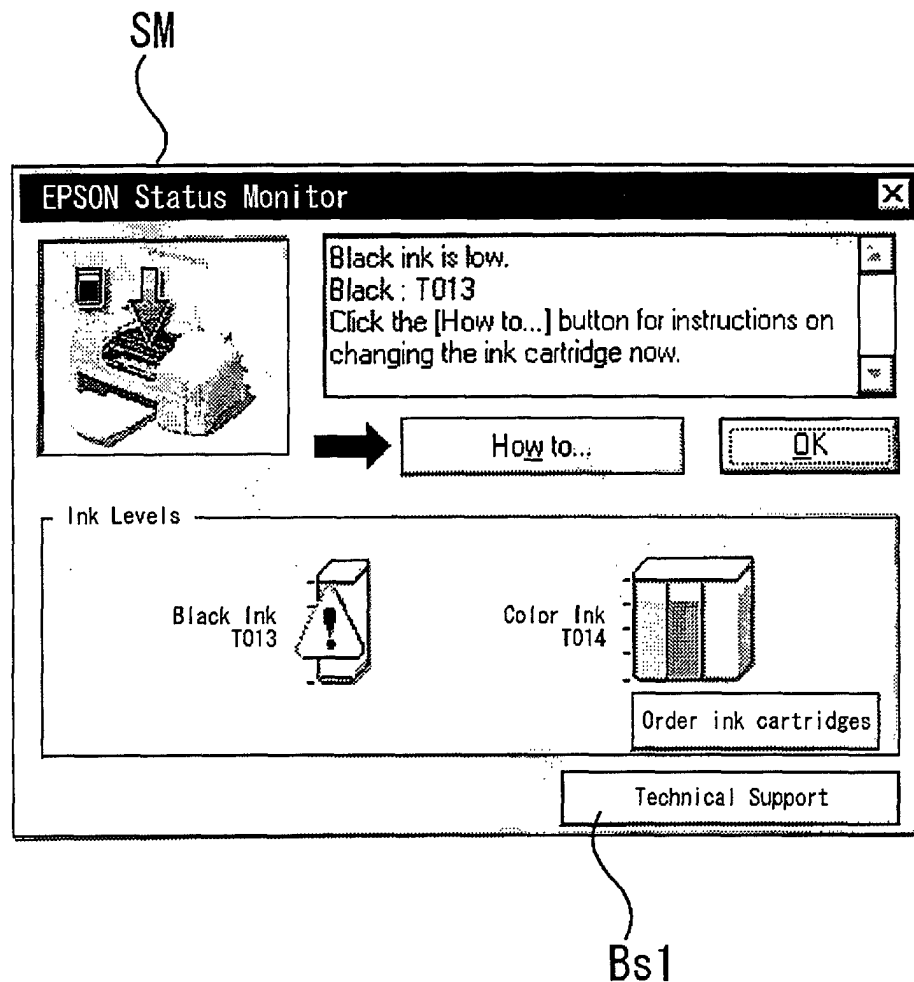 SM
EPSON Status Monitor
Black ink is low.
Black : T013
Click the [How to...] button for instructions on
changing the ink cartridge now.
How to...
OK
Ink Levels
Black Ink
T013
Color Ink
T014
Order ink cartridges
Technical Support
Bs1